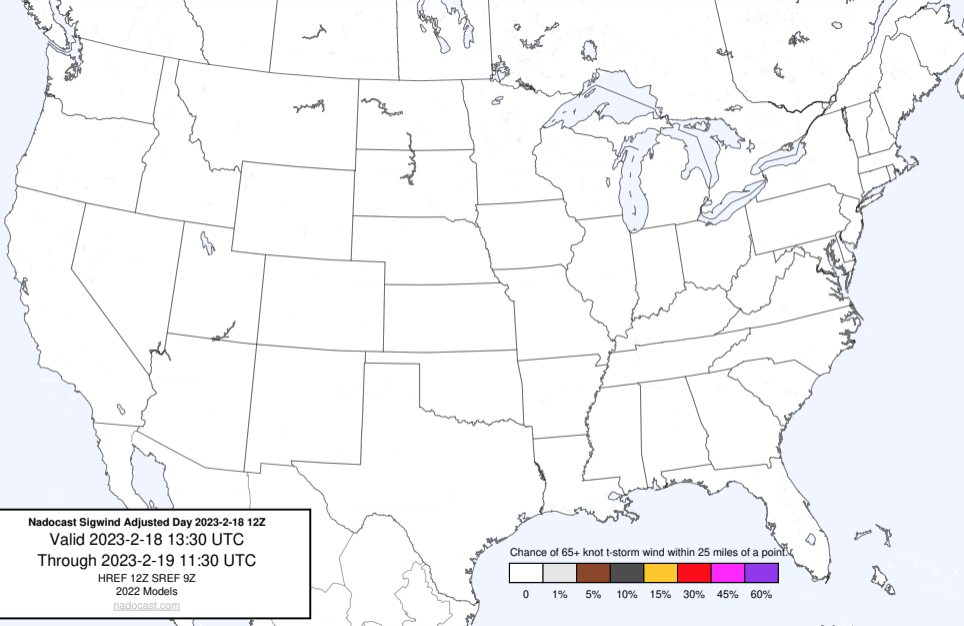 Nadocast Sigwind Adjusted Day 2023-2-18 12Z
Valid 2023-2-18 13:30 UTC
Through 2023-2-19 11:30 UTC
HREF 12Z SREF 9Z
2022 Models
nadocast.com
Chance of 65+ knot t-storm wind within 25 miles of a point.
0 1% 5% 10% 15% 30% 45% 60%